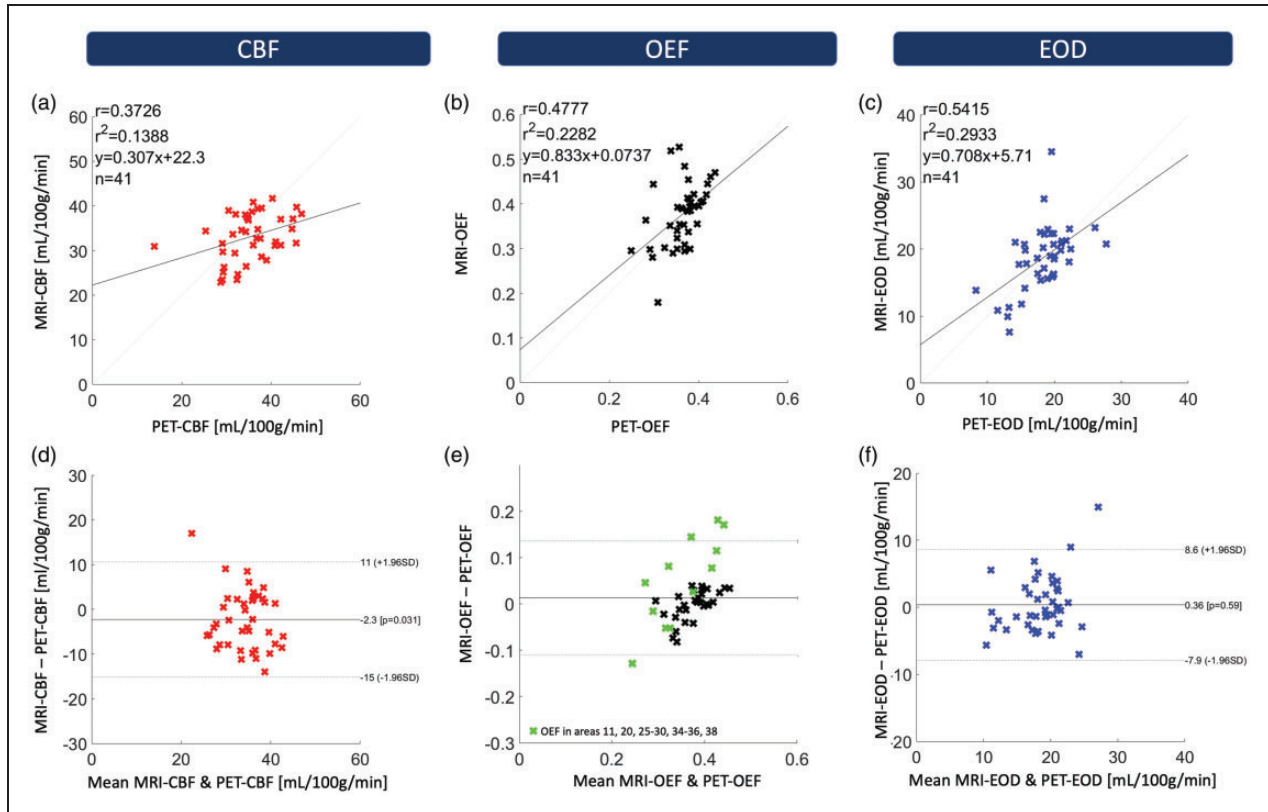 CBF
OEF
EOD
(a)
r=0.3726
r²=0.1388
y=0.307x+22.3
n=41
MRI-CBF [mL/100g/min]
60
50
40
30
20
10
0
0
20
40
60
PET-CBF [mL/100g/min]
(b)
r=0.4777
r²=0.2282
y=0.833x+0.0737
n=41
MRI-OEF
0.6
0.5
0.4
0.3
0.2
0.1
0
0
0.2
0.4
0.6
PET-OEF
(c)
r=0.5415
r²=0.2933
y=0.708x+5.71
n=41
MRI-EOD [mL/100g/min]
40
30
20
10
0
0
10
20
30
40
PET-EOD [mL/100g/min]
(d)
MRI-CBF – PET-CBF [ml/100g/min]
30
20
10
0
-10
-20
-30
11 (+1.96SD)
-2.3 [p=0.031]
-15 (-1.96SD)
0
20
40
60
Mean MRI-CBF & PET-CBF [mL/100g/min]
(e)
MRI-OEF – PET-OEF
0.2
0.1
0
-0.1
-0.2
-0.3
OEF in areas 11, 20, 25-30, 34-36, 38
0
0.2
0.4
0.6
Mean MRI-OEF & PET-OEF
(f)
MRI-EOD – PET-EOD [mL/100g/min]
20
10
0
-10
-20
8.6 (+1.96SD)
0.36 [p=0.59]
-7.9 (-1.96SD)
0
10
20
30
40
Mean MRI-EOD & PET-EOD [mL/100g/min]